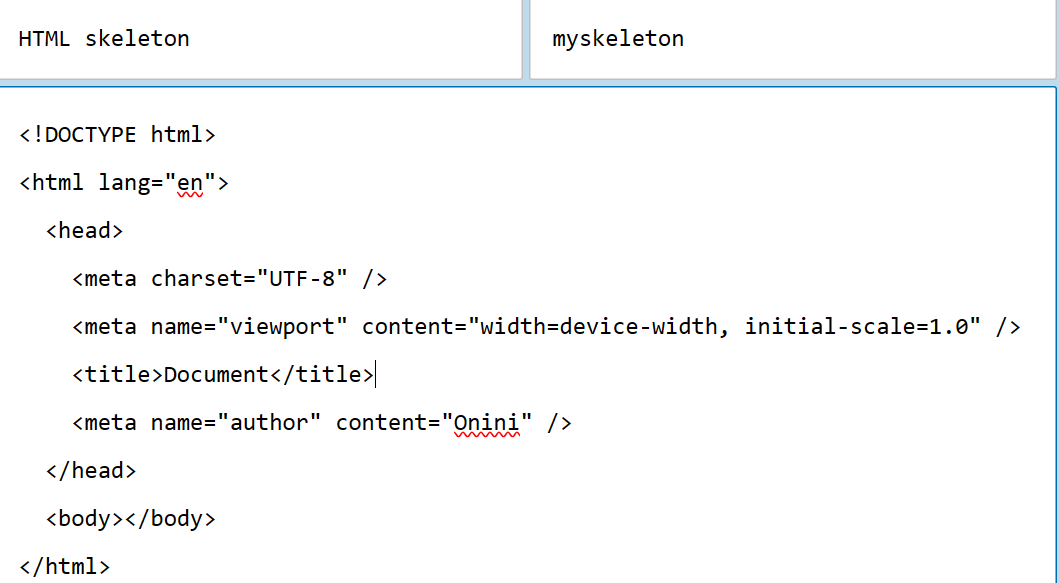 HTML skeleton
myskeleton
<!DOCTYPE html>
<html lang="en">
  <head>
    <meta charset="UTF-8" />
    <meta name="viewport" content="width=device-width, initial-scale=1.0" />
    <title>Document</title>
    <meta name="author" content="Onini" />
  </head>
  <body></body>
</html>